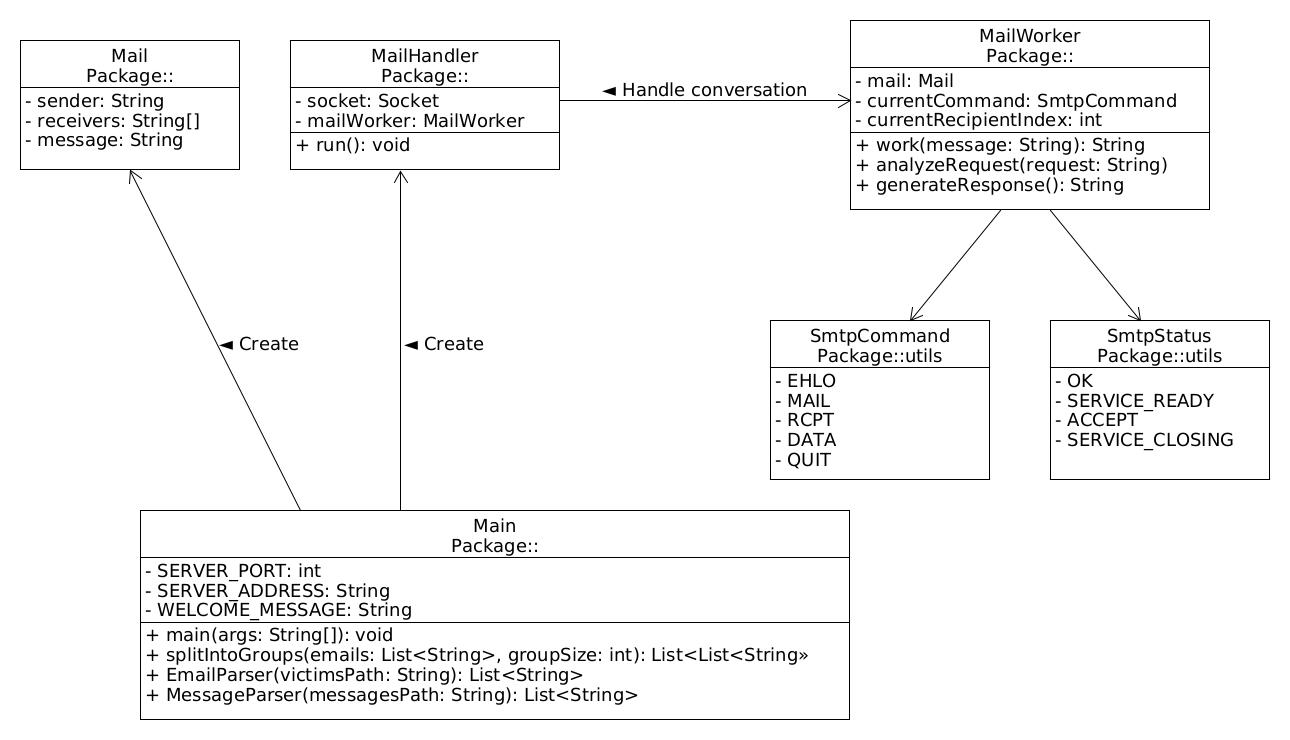 Mail
Package::
- sender: String
- receivers: String[]
- message: String
MailHandler
Package::
- socket: Socket
- mailWorker: MailWorker
+ run(): void
◄ Handle conversation
MailWorker
Package::
- mail: Mail
- currentCommand: SmtpCommand
- currentRecipientIndex: int
+ work(message: String): String
+ analyzeRequest(request: String)
+ generateResponse(): String
◄ Create
◄ Create
SmtpCommand
Package::utils
- EHLO
- MAIL
- RCPT
- DATA
- QUIT
SmtpStatus
Package::utils
- OK
- SERVICE_READY
- ACCEPT
- SERVICE_CLOSING
Main
Package::
- SERVER_PORT: int
- SERVER_ADDRESS: String
- WELCOME_MESSAGE: String
+ main(args: String[]): void
+ splitIntoGroups(emails: List<String>, groupSize: int): List<List<String»
+ EmailParser(victimsPath: String): List<String>
+ MessageParser(messagesPath: String): List<String>